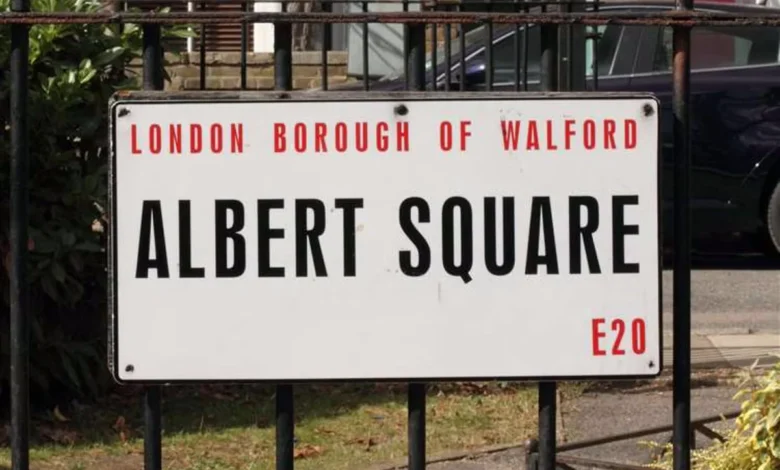 LONDON BOROUGH OF WALFORD
ALBERT SQUARE
E20